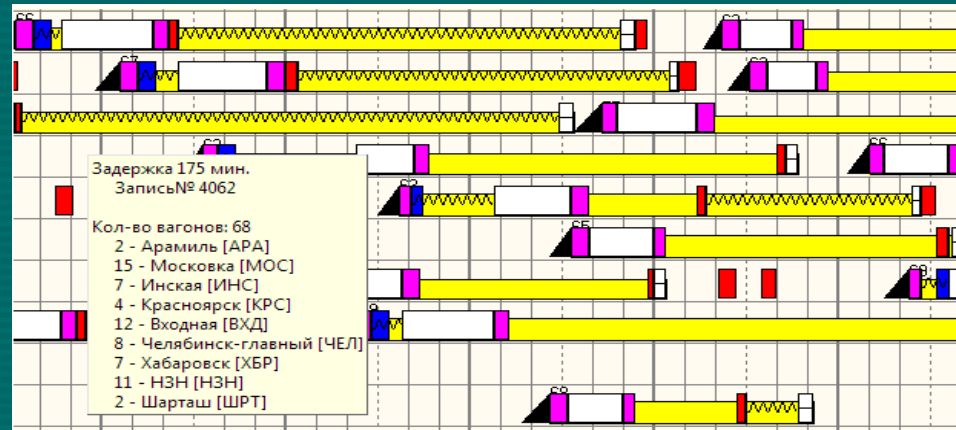 Задержка 175 мин.
Запись№ 4062
Кол-во вагонов: 68
2 - Арамиль [АРА]
15 - Московка [МОС]
7 - Инская [ИНС]
4 - Красноярск [КРС]
12 - Входная [ВХД]
8 - Челябинск-главный [ЧЕЛ]
7 - Хабаровск [ХБР]
11 - НЗН [НЗН]
2 - Шарташ [ШРТ]